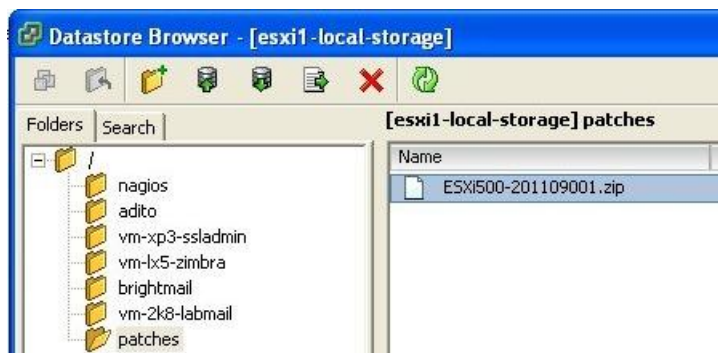 Datastore Browser - [esxi1-local-storage]
Folders
Search
[esxi1-local-storage] patches
/
Name
nagios
ESXi500-201109001.zip
adito
vm-xp3-ssladmin
vm-lx5-zimbra
brightmail
vm-2k8-labmail
patches